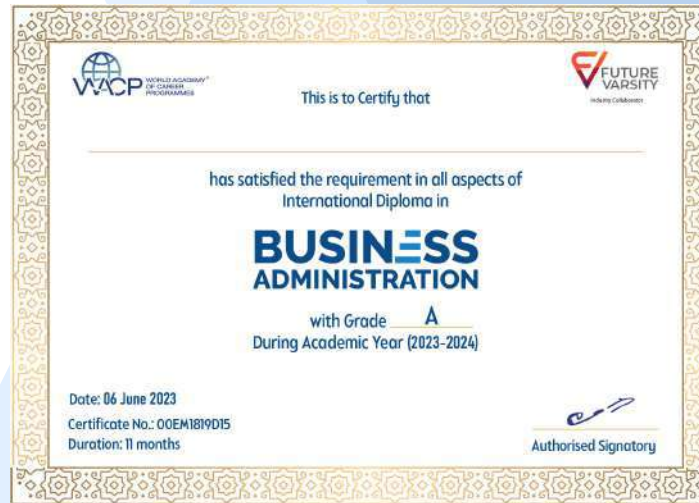 WACP WORLD ACADEMY
OF CAREER
PROGRAMMES
FUTURE
VARSITY
Industry Collaborator
This is to Certify that
has satisfied the requirement in all aspects of
International Diploma in
BUSINESS
ADMINISTRATION
with Grade A
During Academic Year (2023-2024)
Date: 06 June 2023
Certificate No.: 00EM1819D15
Duration: 11 months
Authorised Signatory